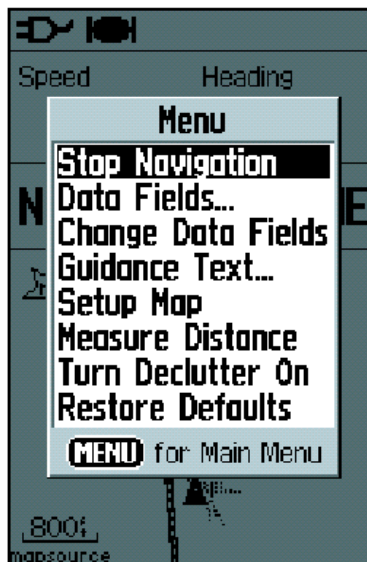 Speed Heading
Menu
Stop Navigation
Data Fields...
Change Data Fields
Guidance Text...
Setup Map
Measure Distance
Turn Declutter On
Restore Defaults
MENU for Main Menu
800f
mapsource